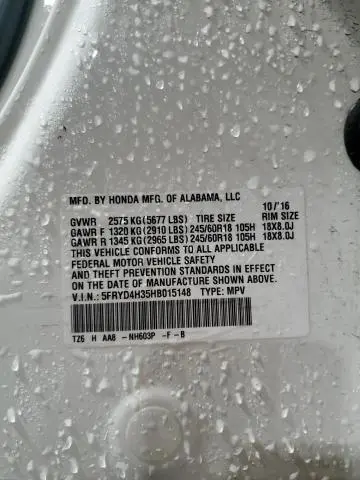 MFD. BY HONDA MFG. OF ALABAMA, LLC
10/'16
GVWR 2575 KG (5677 LBS) TIRE SIZE RIM SIZE
GAWR F 1320 KG (2910 LBS) 245/60R18 105H 18X8.0J
GAWR R 1345 KG (2965 LBS) 245/60R18 105H 18X8.0J
THIS VEHICLE CONFORMS TO ALL APPLICABLE
FEDERAL MOTOR VEHICLE SAFETY
AND THEFT PREVENTION STANDARDS IN EFFECT
ON THE DATE OF MANUFACTURE SHOWN ABOVE.
V.I.N.: 5FRYD4H35HB015148 TYPE: MPV
TZ6 H AA8 -NH603P -F -B